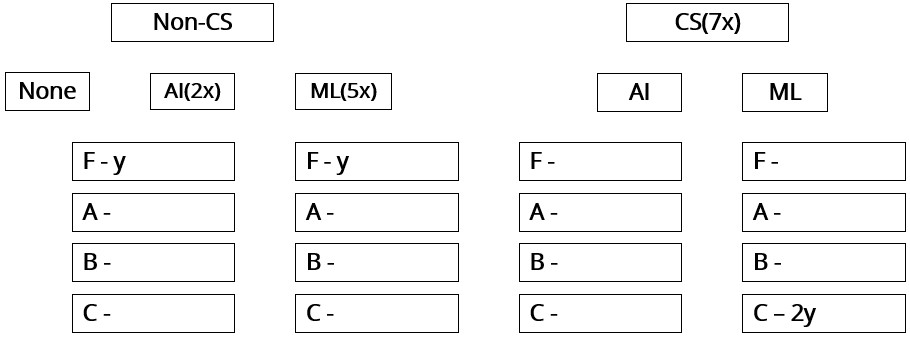 Non-CS CS(7x)
None AI(2x) ML(5x) AI ML
F - y F - y F - F -
A - A - A - A -
B - B - B - B -
C - C - C - C – 2y